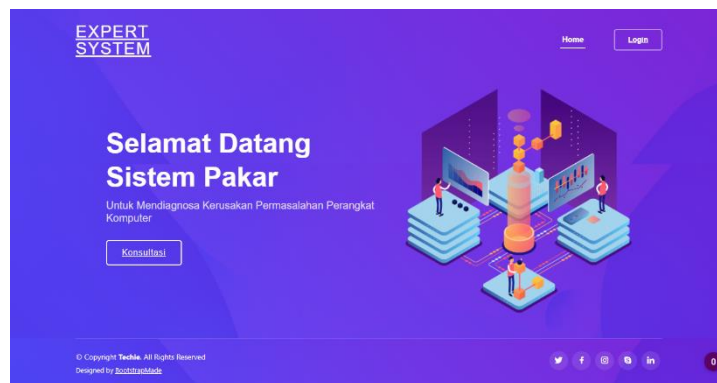 EXPERT
SYSTEM
Home
Login
Selamat Datang
Sistem Pakar
Untuk Mendiagnosa Kerusakan Permasalahan Perangkat
Komputer
Konsultasi
© Copyright Techie. All Rights Reserved
Designed by BootstrapMade
0